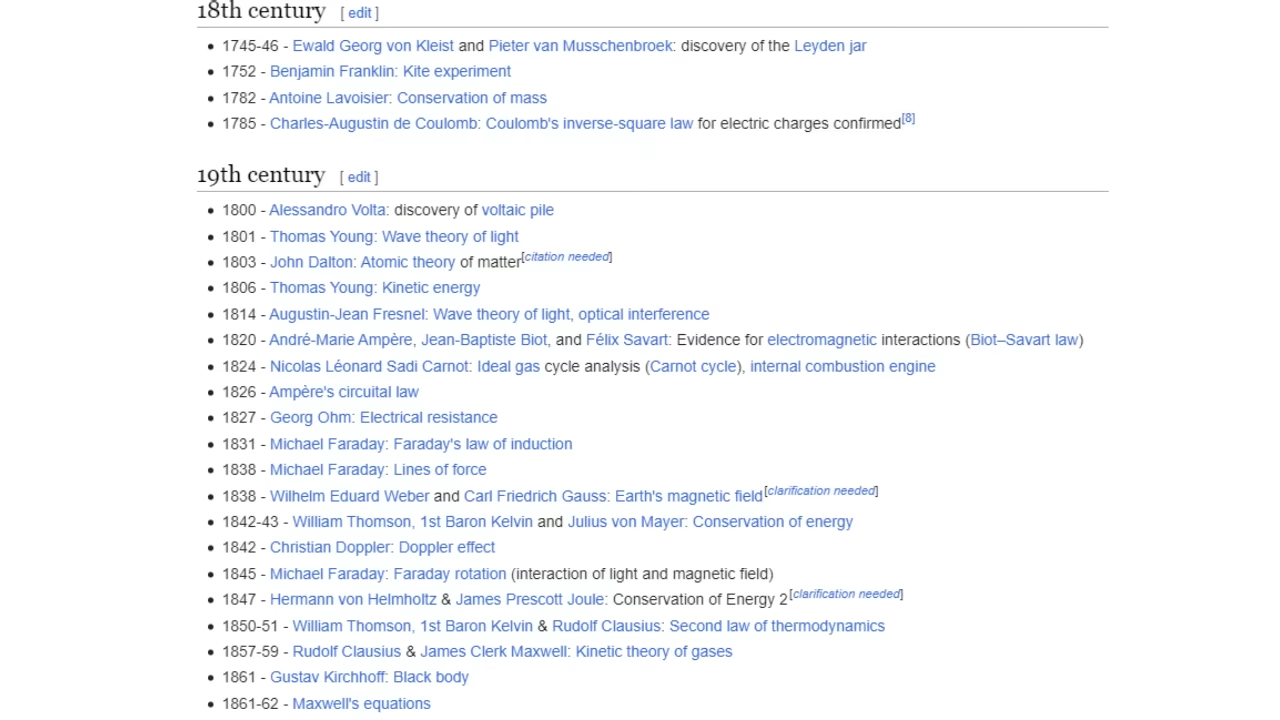 18th century [ edit ]
• 1745-46 - Ewald Georg von Kleist and Pieter van Musschenbroek: discovery of the Leyden jar
• 1752 - Benjamin Franklin: Kite experiment
• 1782 - Antoine Lavoisier: Conservation of mass
• 1785 - Charles-Augustin de Coulomb: Coulomb's inverse-square law for electric charges confirmed[8]
19th century [ edit ]
• 1800 - Alessandro Volta: discovery of voltaic pile
• 1801 - Thomas Young: Wave theory of light
• 1803 - John Dalton: Atomic theory of matter[citation needed]
• 1806 - Thomas Young: Kinetic energy
• 1814 - Augustin-Jean Fresnel: Wave theory of light, optical interference
• 1820 - André-Marie Ampère, Jean-Baptiste Biot, and Félix Savart: Evidence for electromagnetic interactions (Biot–Savart law)
• 1824 - Nicolas Léonard Sadi Carnot: Ideal gas cycle analysis (Carnot cycle), internal combustion engine
• 1826 - Ampère's circuital law
• 1827 - Georg Ohm: Electrical resistance
• 1831 - Michael Faraday: Faraday's law of induction
• 1838 - Michael Faraday: Lines of force
• 1838 - Wilhelm Eduard Weber and Carl Friedrich Gauss: Earth's magnetic field[clarification needed]
• 1842-43 - William Thomson, 1st Baron Kelvin and Julius von Mayer: Conservation of energy
• 1842 - Christian Doppler: Doppler effect
• 1845 - Michael Faraday: Faraday rotation (interaction of light and magnetic field)
• 1847 - Hermann von Helmholtz & James Prescott Joule: Conservation of Energy 2[clarification needed]
• 1850-51 - William Thomson, 1st Baron Kelvin & Rudolf Clausius: Second law of thermodynamics
• 1857-59 - Rudolf Clausius & James Clerk Maxwell: Kinetic theory of gases
• 1861 - Gustav Kirchhoff: Black body
• 1861-62 - Maxwell's equations